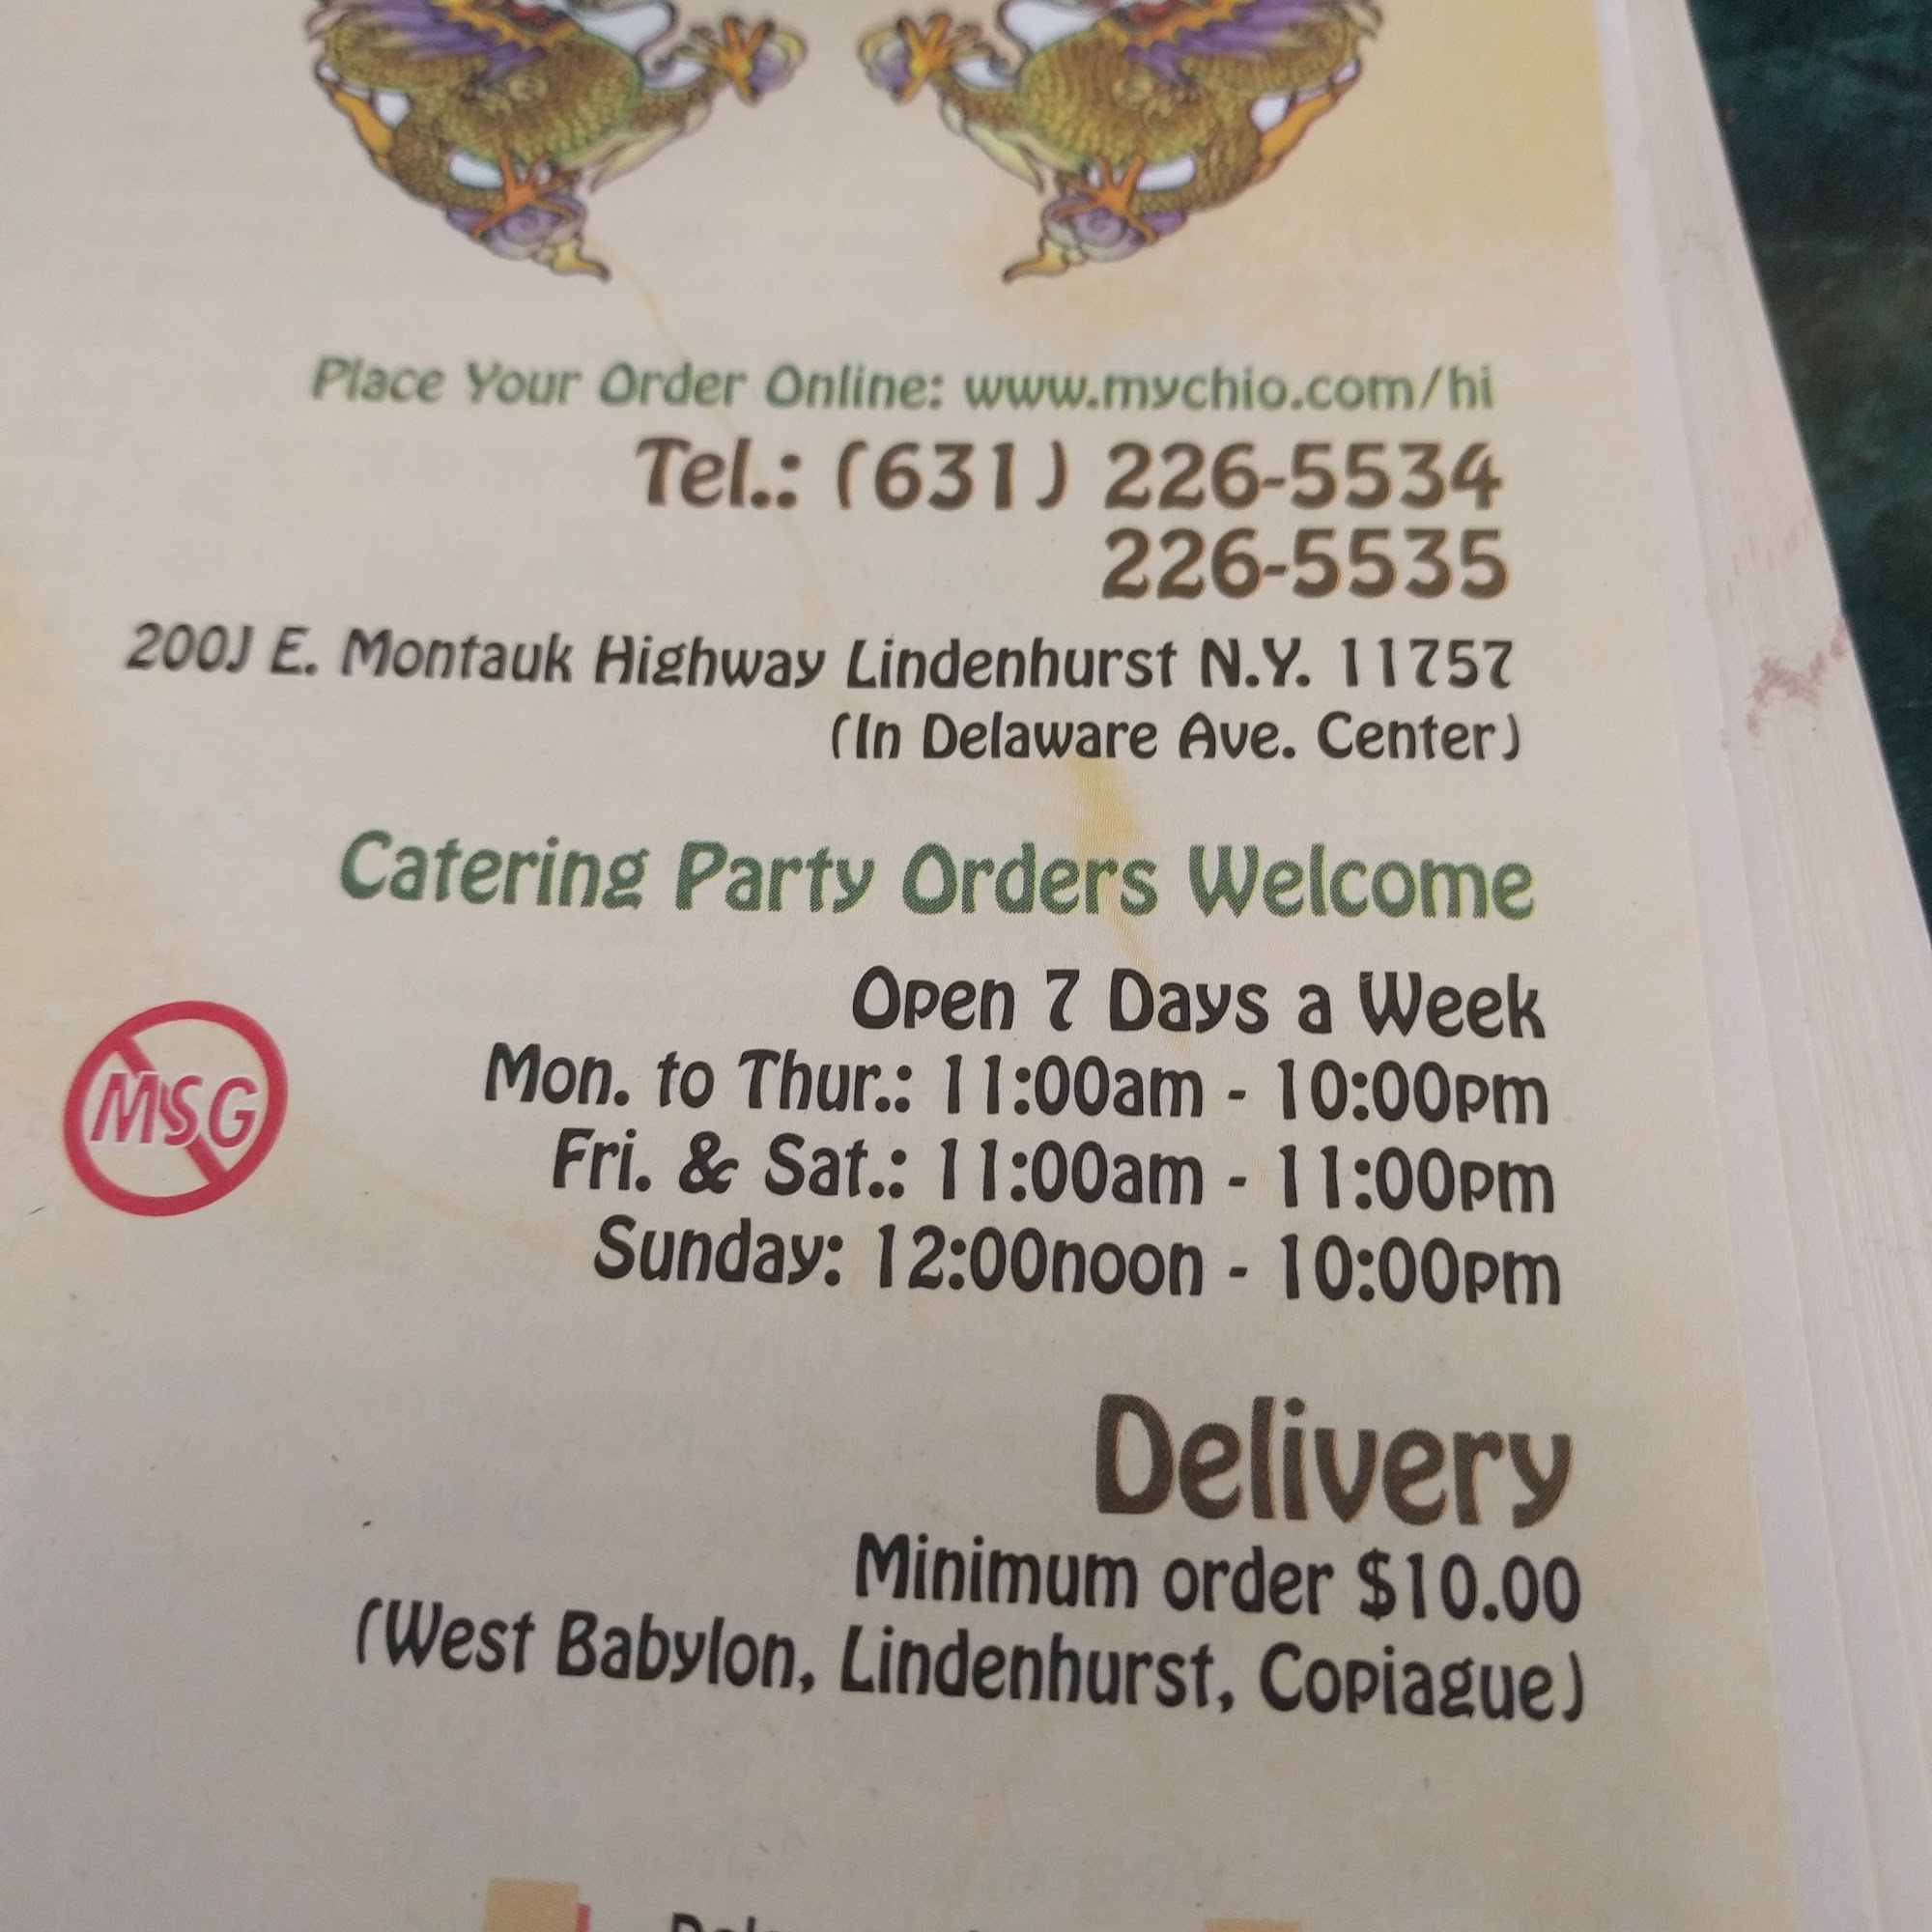 Place Your Order Online: www.mychio.com/hi
Tel.: (631) 226-5534
226-5535
200J E. Montauk Highway Lindenhurst N.Y. 11757
(In Delaware Ave. Center)
Catering Party Orders Welcome
Open 7 Days a Week
Mon. to Thur.: 11:00am - 10:00pm
MSG
Fri. & Sat.: 11:00am - 11:00pm
Sunday: 12:00noon - 10:00pm
Delivery
Minimum order $10.00
(West Babylon, Lindenhurst, Copiague)